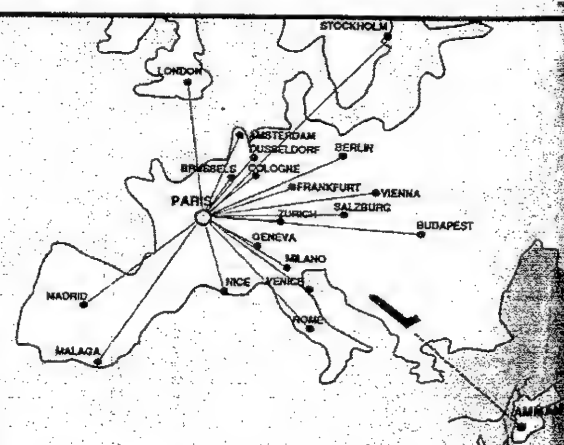 STOCKHOLM
LONDON
AMSTERDAM
DUSSELDORF
BERLIN
BRUSSELS
COLOGNE
FRANKFURT
VIENNA
PARIS
ZURICH
SALZBURG
BUDAPEST
GENEVA
MILANO
NICE
VENICE
MADRID
ROME
MALAGA
AMMAN